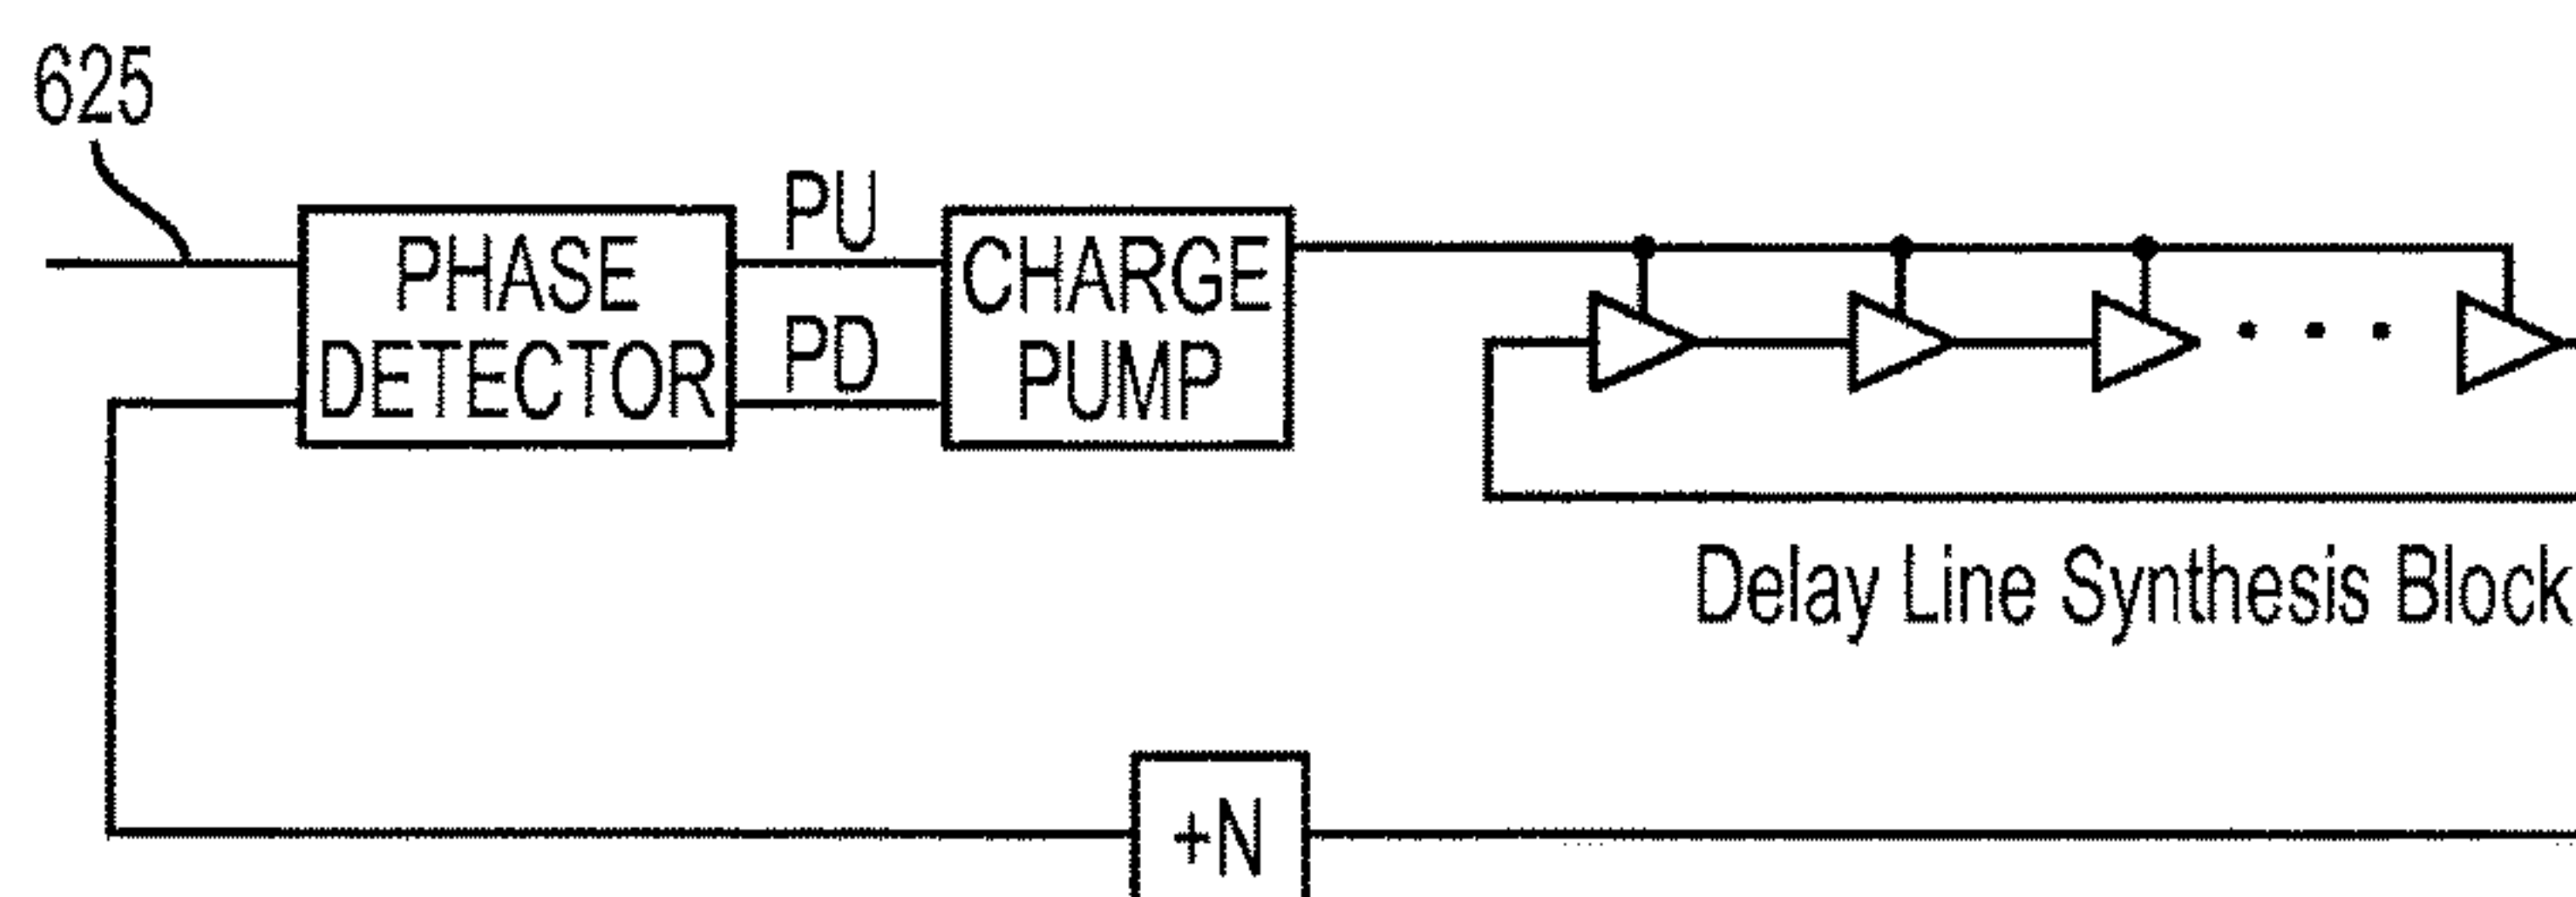 625
PU
PHASE
DETECTOR
PD
CHARGE
PUMP
Delay Line Synthesis Block
+N